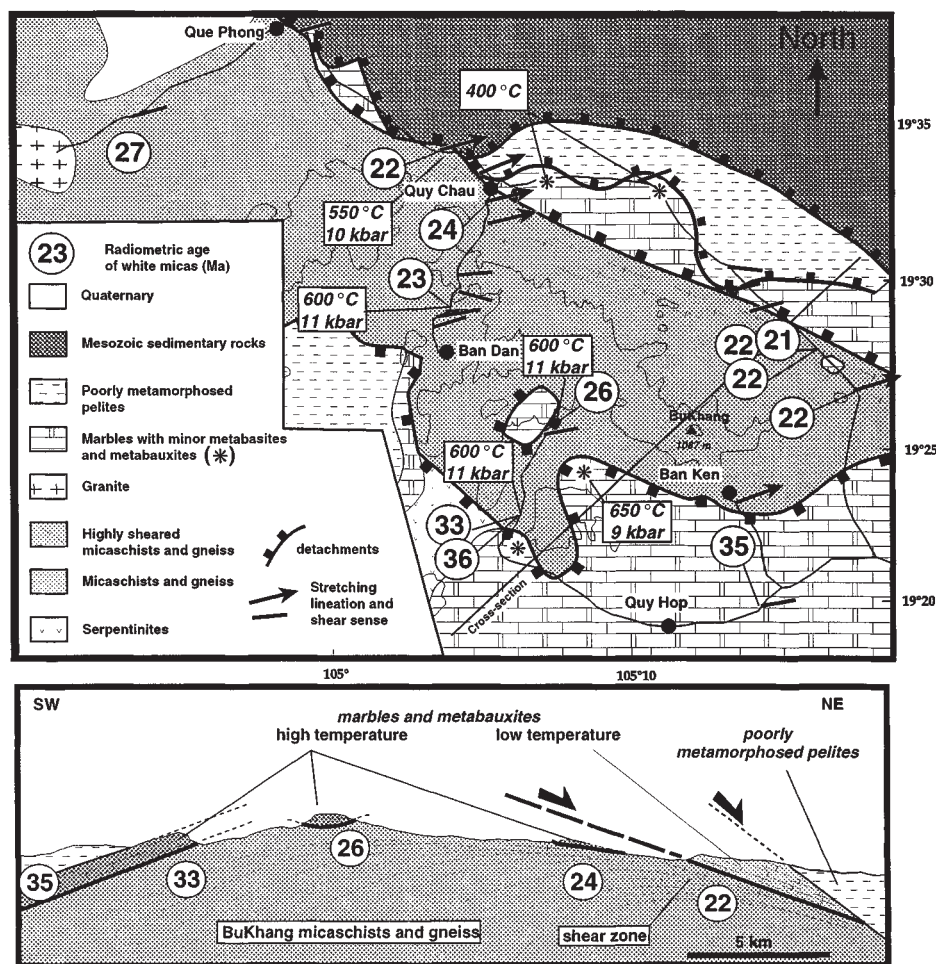 Que Phong
North
400 °C
19°35
27
22
Quy Chau
550 °C
10 kbar
24
23
Radiometric age
of white micas (Ma)
23
19°30
Quaternary
600 °C
11 kbar
Mesozoic sedimentary rocks
Ban Dan
600 °C
11 kbar
22
21
22
Poorly metamorphosed
pelites
26
22
BuKhang
1087 m
19°25
Marbles with minor metabasites
and metabauxites (*)
600 °C
11 kbar
Ban Ken
Granite
650 °C
9 kbar
Highly sheared
micaschists and gneiss
detachments
33
36
35
Micaschists and gneiss
Stretching
lineation and
shear sense
Cross-section
Quy Hop
19°20
Serpentinites
105°
105°10
SW
NE
marbles and metabauxites
high temperature
low temperature
poorly
metamorphosed pelites
35
33
26
24
22
BuKhang micaschists and gneiss
shear zone
5 km